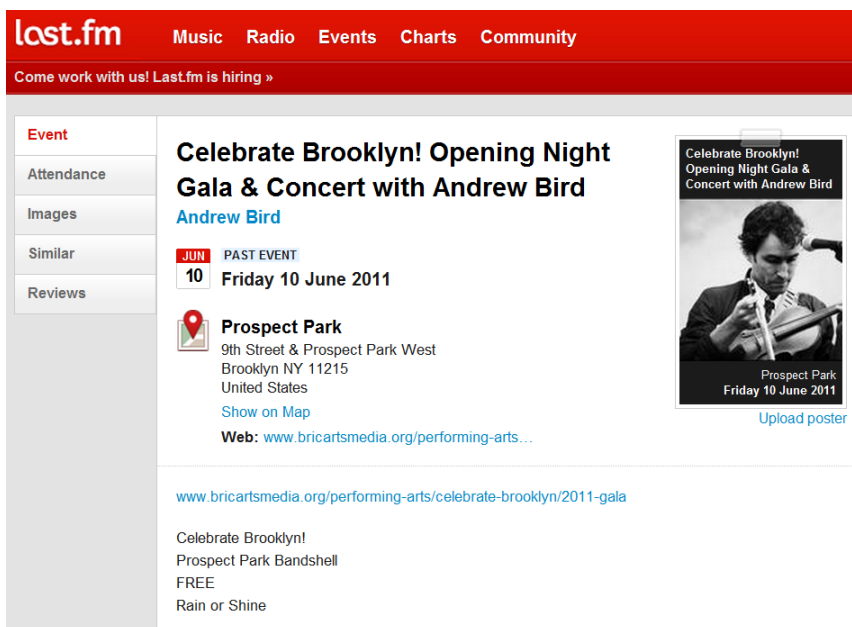 last.fm
Music Radio Events Charts Community
Come work with us! Last.fm is hiring »
Event
Attendance
Images
Similar
Reviews
Celebrate Brooklyn! Opening Night
Gala & Concert with Andrew Bird
Andrew Bird
JUN
10
PAST EVENT
Friday 10 June 2011
Prospect Park
9th Street & Prospect Park West
Brooklyn NY 11215
United States
Show on Map
Web: www.bricartsmedia.org/performing-arts…
Celebrate Brooklyn!
Opening Night Gala &
Concert with Andrew Bird
Prospect Park
Friday 10 June 2011
Upload poster
www.bricartsmedia.org/performing-arts/celebrate-brooklyn/2011-gala
Celebrate Brooklyn!
Prospect Park Bandshell
FREE
Rain or Shine